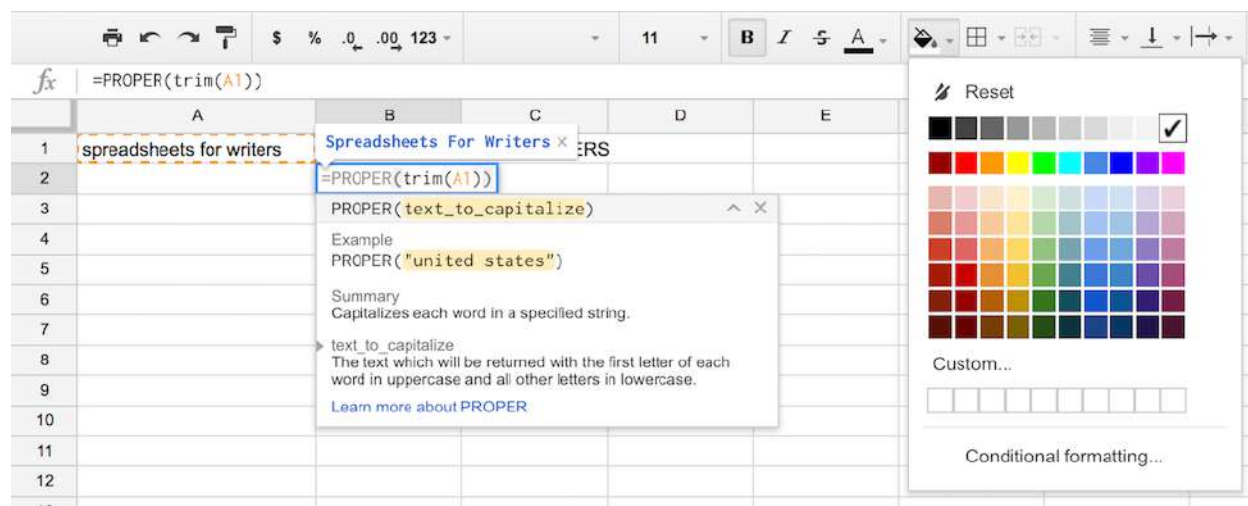 $ % .0 .00 123 11 B I S A
fx =PROPER(trim(A1))
Reset
A B C D E
1 spreadsheets for writers Spreadsheets For Writers × ERS
2 =PROPER(trim(A1))
3 PROPER(text_to_capitalize)
4 Example
PROPER("united states")
5
6 Summary
Capitalizes each word in a specified string.
7
text_to_capitalize
8 The text which will be returned with the first letter of each
word in uppercase and all other letters in lowercase.
9
Learn more about PROPER
10
11
12
Custom...
Conditional formatting...